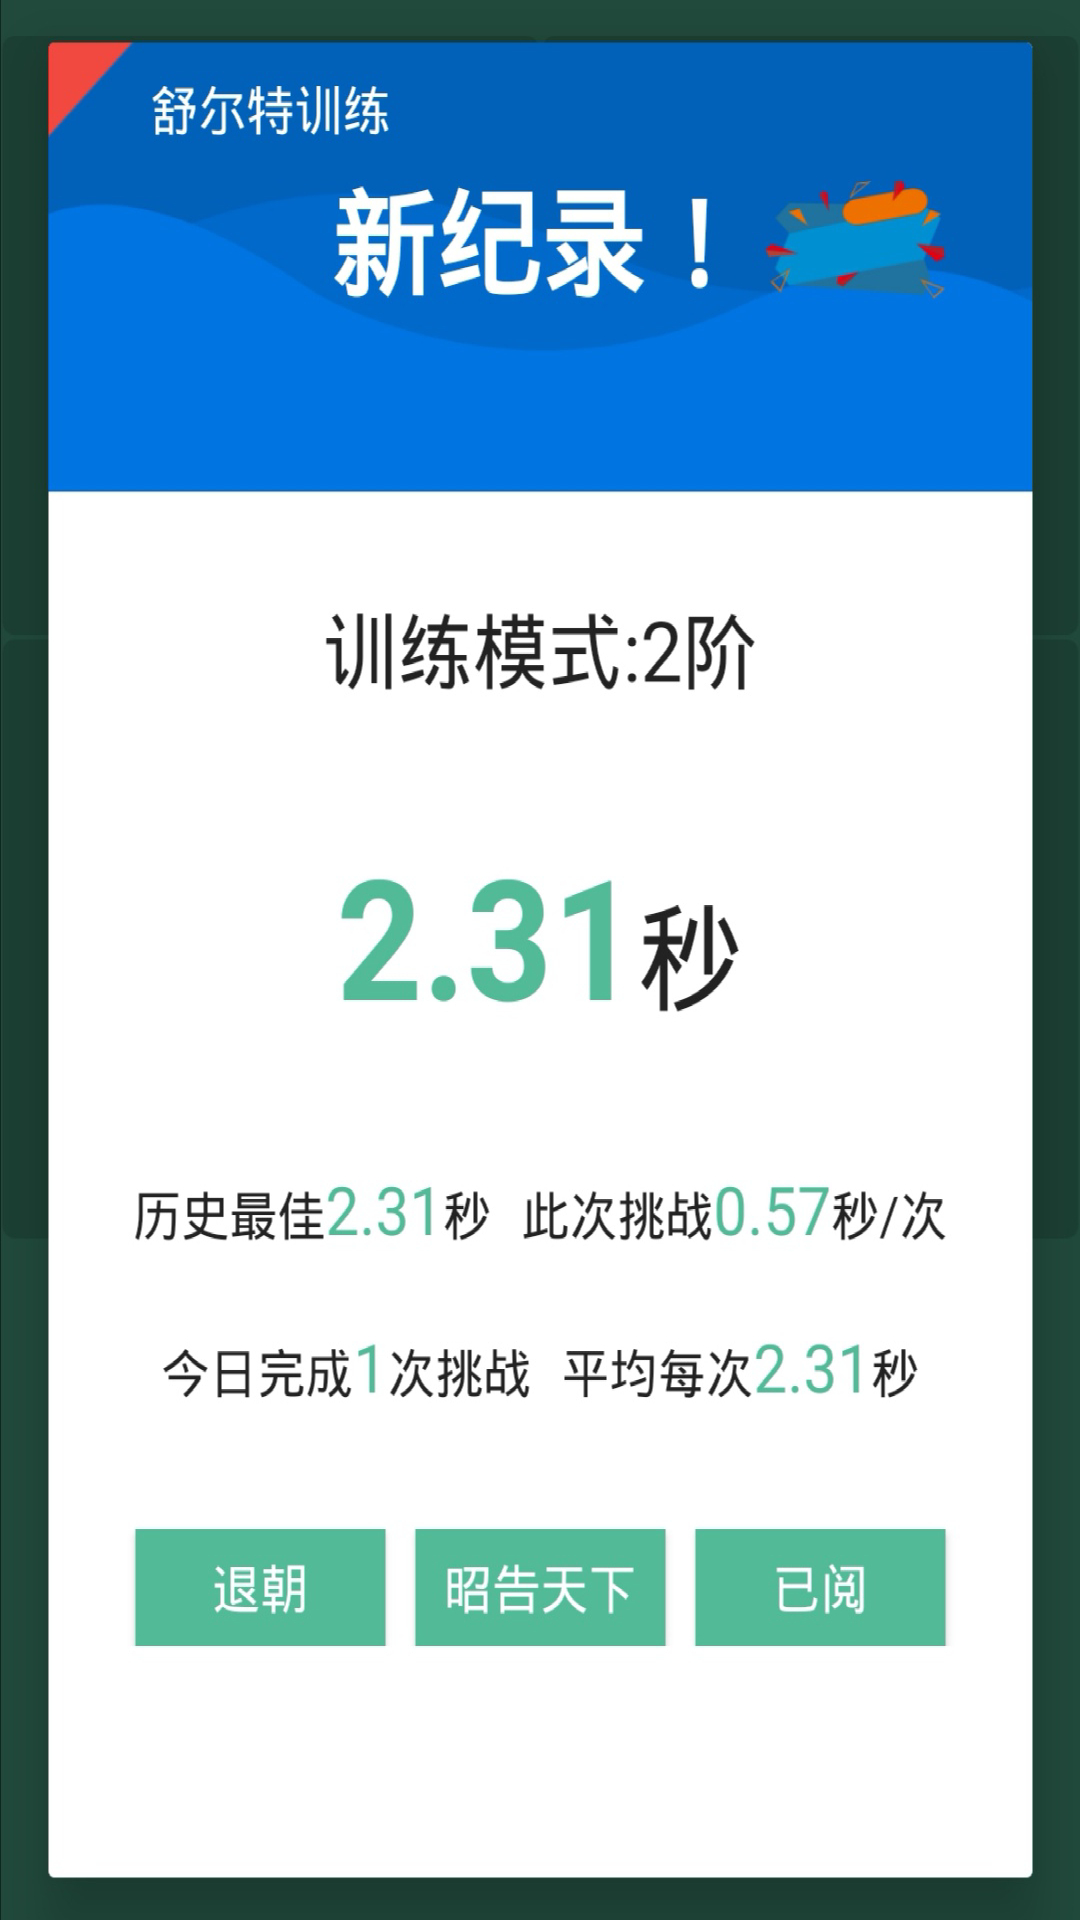 舒尔特训练
新纪录！
训练模式:2阶
2.31秒
历史最佳2.31秒 此次挑战0.57秒/次
今日完成1次挑战 平均每次2.31秒
退朝 昭告天下 已阅